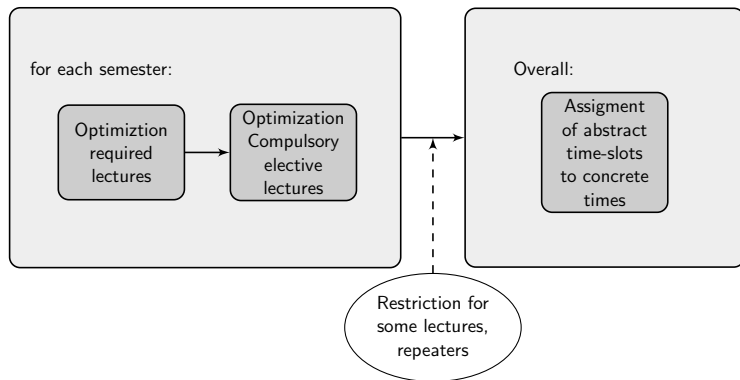 for each semester:
Optimiztion
required
lectures
Optimization
Compulsory
elective
lectures
Overall:
Assigment
of abstract
time-slots
to concrete
times
Restriction for
some lectures,
repeaters